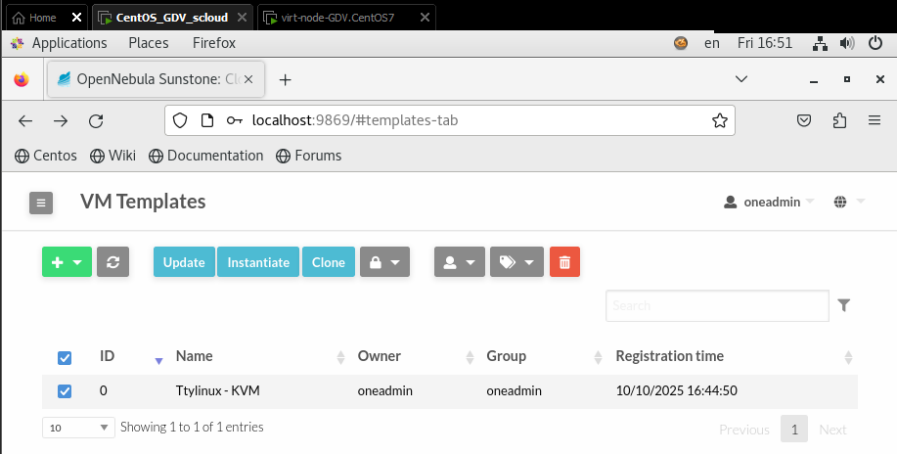 Home CentOS_GDV_scloud virt-node-GDV.CentOS7
Applications Places Firefox en Fri 16:51
OpenNebula Sunstone: Cl
localhost:9869/#templates-tab
Centos Wiki Documentation Forums
VM Templates oneadmin
Update Instantiate Clone
Search
ID Name Owner Group Registration time
0 Ttylinux - KVM oneadmin oneadmin 10/10/2025 16:44:50
10 Showing 1 to 1 of 1 entries Previous 1 Next